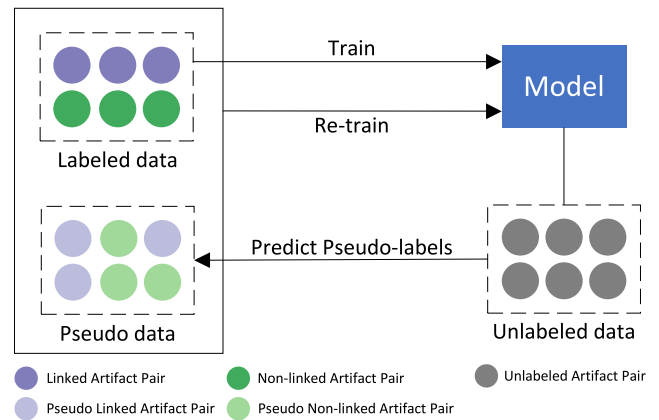 Train
Model
Re-train
Labeled data
Predict Pseudo-labels
Pseudo data
Unlabeled data
Linked Artifact Pair
Non-linked Artifact Pair
Unlabeled Artifact Pair
Pseudo Linked Artifact Pair
Pseudo Non-linked Artifact Pair